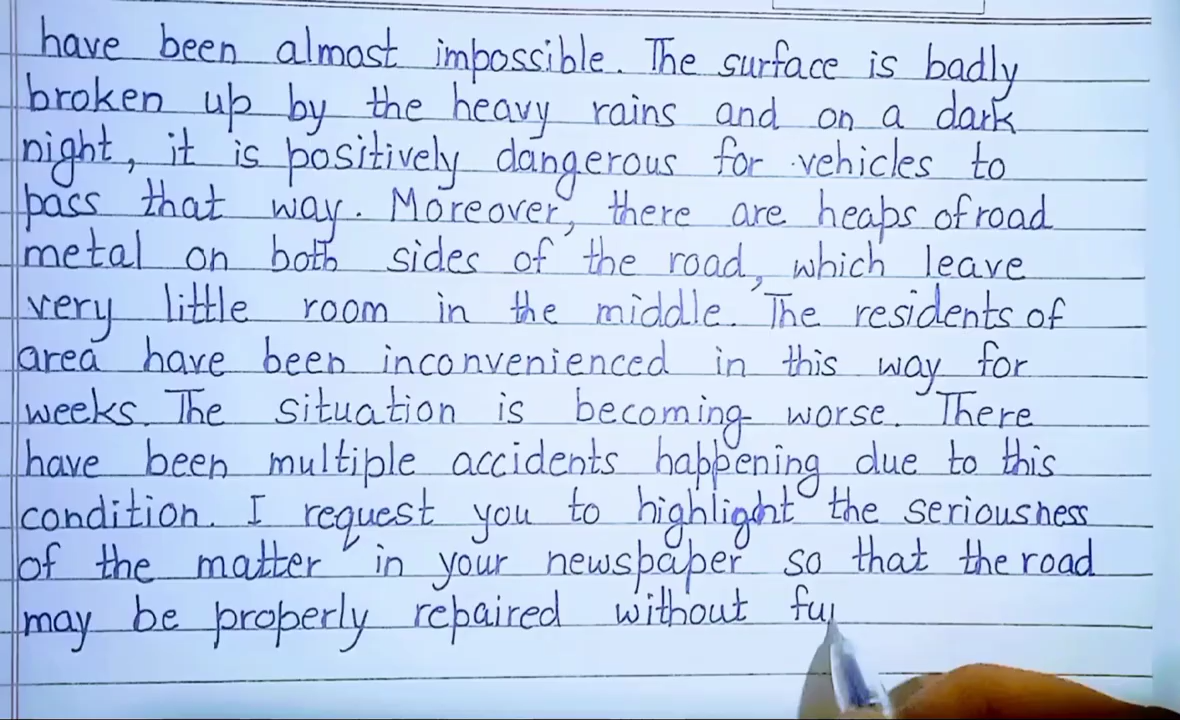 have been almost impossible. The surface is badly
broken up by the heavy rains and on a dark
night, it is positively dangerous for vehicles to
pass that way. Moreover, there are heaps of road
metal on both sides of the road, which leave
very little room in the middle. The residents of
area have been inconvenienced in this way for
weeks. The situation is becoming worse. There
have been multiple accidents happening due to this
condition. I request you to highlight the seriousness
of the matter in your newspaper so that the road
may be properly repaired without fu